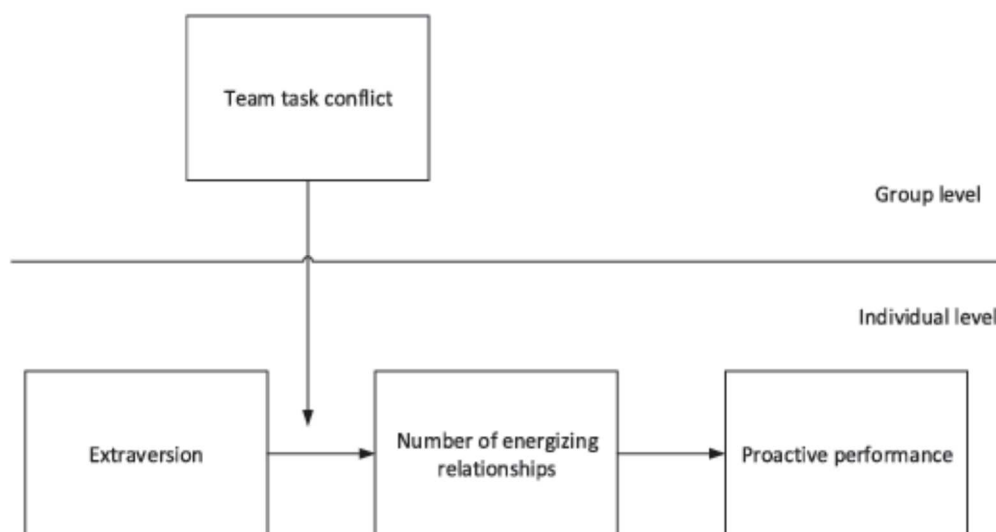 Team task conflict
Group level
Individual level
Extraversion
Number of energizing
relationships
Proactive performance